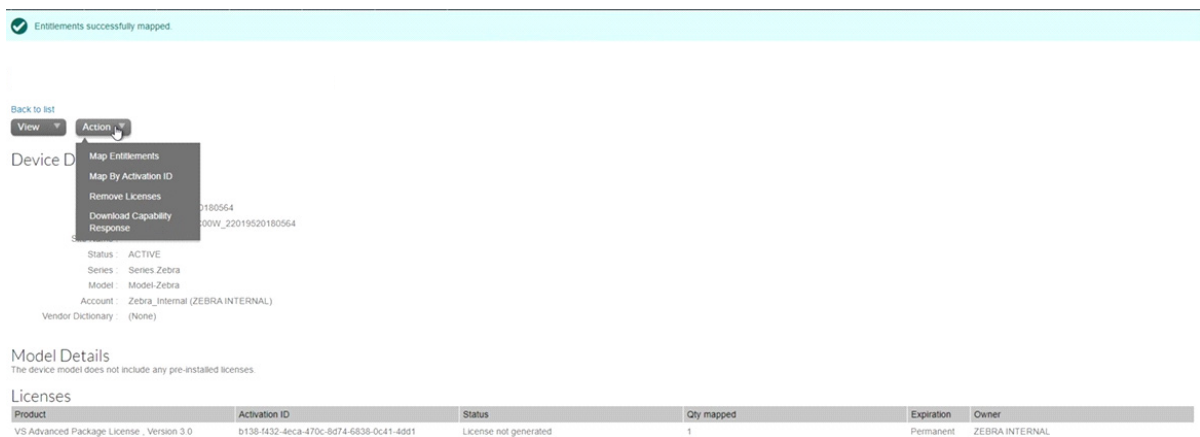 Entitlements successfully mapped.
Back to list
View Action
Map Entitlements
Map By Activation ID
Remove Licenses
Download Capability
Response
Device D
0180564
00W_22019520180564
Status : ACTIVE
Series : Series Zebra
Model : Model-Zebra
Account : Zebra_Internal (ZEBRA INTERNAL)
Vendor Dictionary : (None)
Model Details
The device model does not include any pre-installed licenses.
Licenses
Product Activation ID Status Qty mapped Expiration Owner
VS Advanced Package License , Version 3.0 b138-f432-4eca-470c-8d74-6838-0c41-4dd1 License not generated 1 Permanent ZEBRA INTERNAL